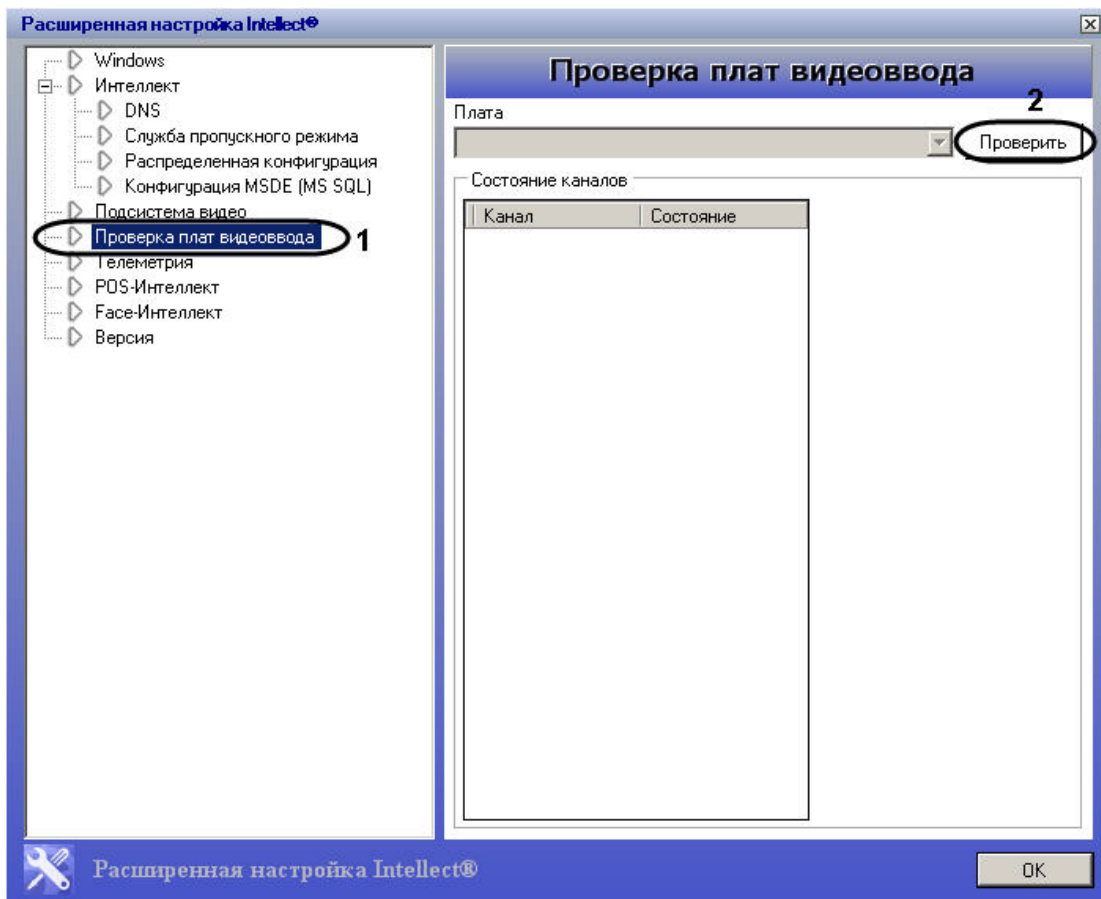 Расширенная настройка Intellect®
Windows
Интеллект
DNS
Служба пропускного режима
Распределенная конфигурация
Конфигурация MSDE (MS SQL)
Подсистема видео
Проверка плат видеоввода
1
Телеметрия
POS-Интеллект
Face-Интеллект
Версия
Проверка плат видеоввода
2
Плата
Проверить
Состояние каналов
Канал Состояние
Расширенная настройка Intellect®
OK